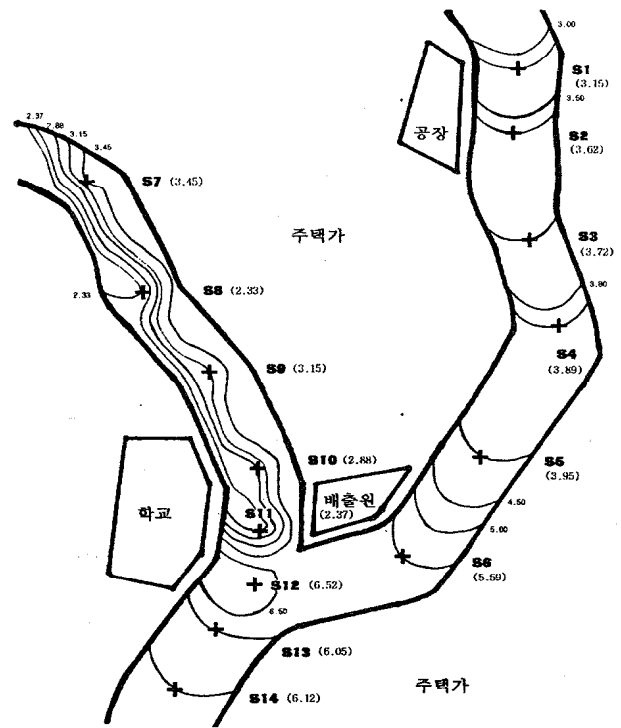 3.00
S1
(3.15)
3.50
S2
(3.62)
공장
2.37
2.88
3.15
3.45
S7 (3.45)
주택가
S3
(3.72)
3.80
S8 (2.33)
2.33
S4
(3.89)
S9 (3.15)
S10 (2.88)
S5
(3.95)
배출원
(2.37)
4.50
학교
S11
5.00
S6
(5.59)
S12 (6.52)
6.50
S13 (6.05)
S14 (6.12)
주택가